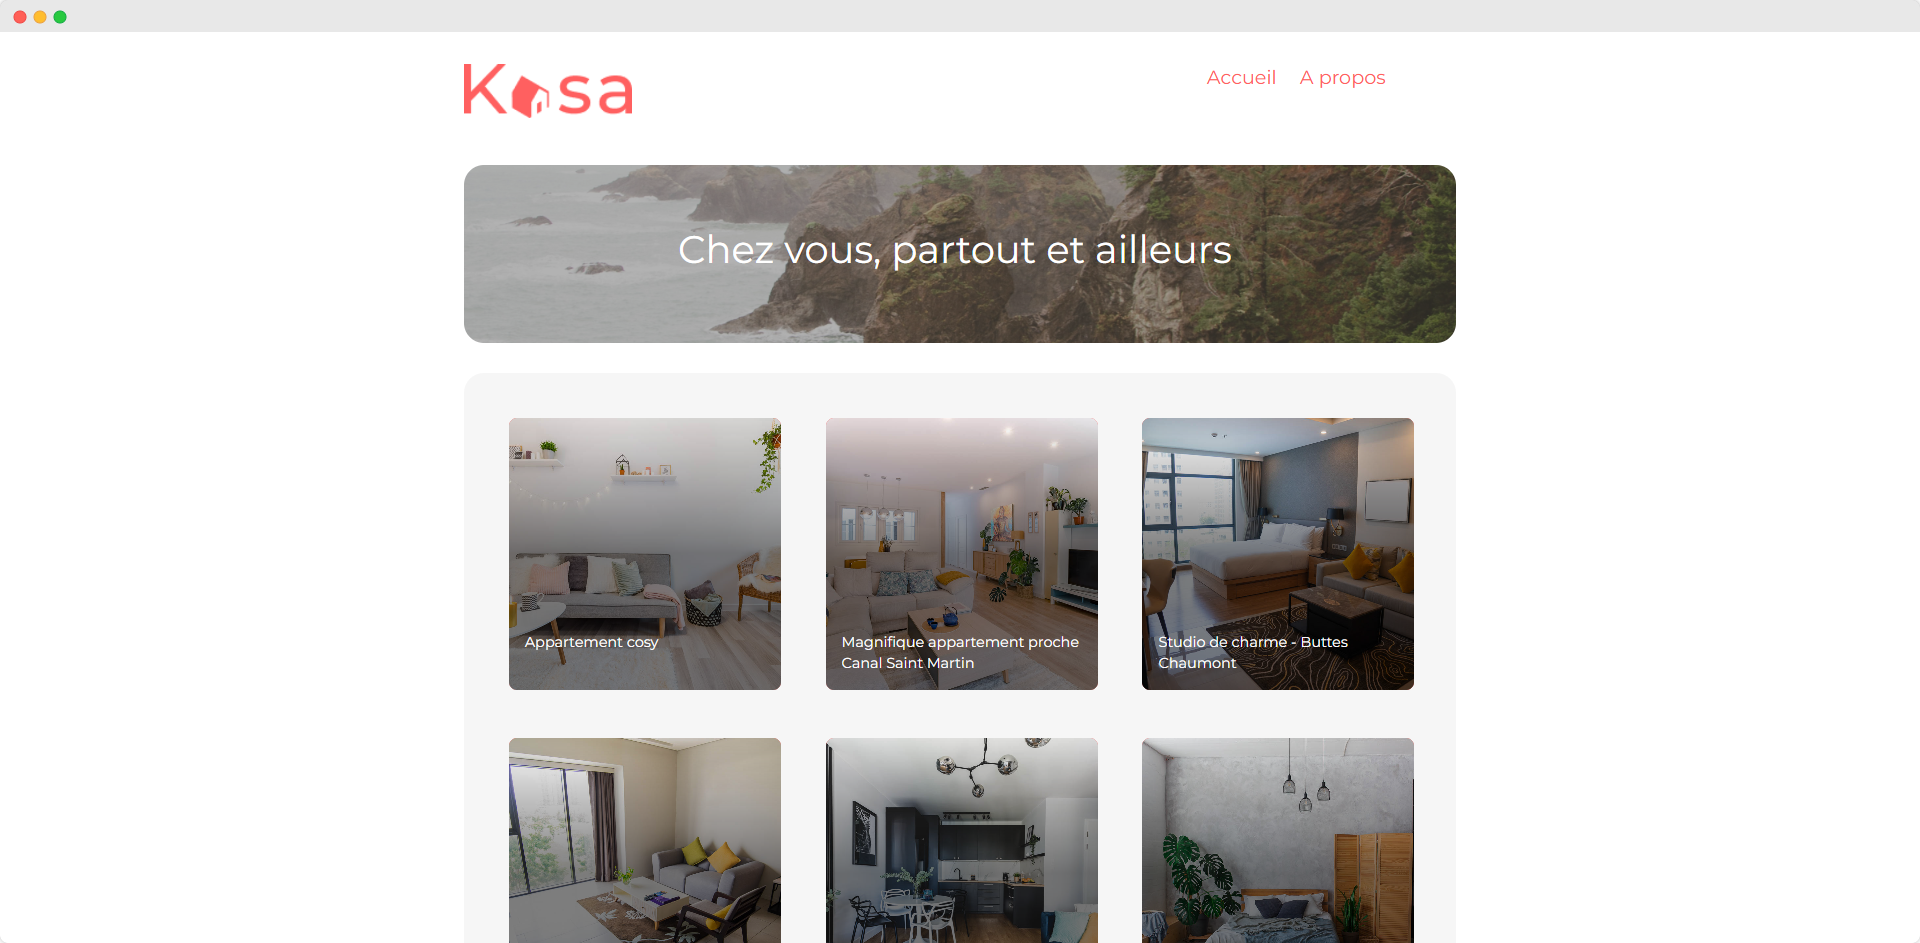 Kasa
Accueil A propos
Chez vous, partout et ailleurs
Appartement cosy
Magnifique appartement proche
Canal Saint Martin
Studio de charme - Buttes
Chaumont